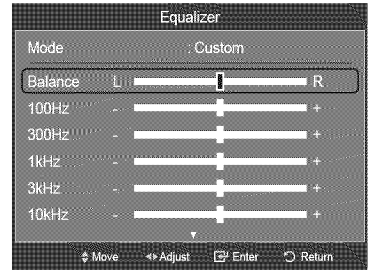 Equalizer
Mode : Custom
Balance L R
100Hz - +
300Hz - +
1kHz - +
3kHz - +
10kHz - +
Move Adjust Enter Return